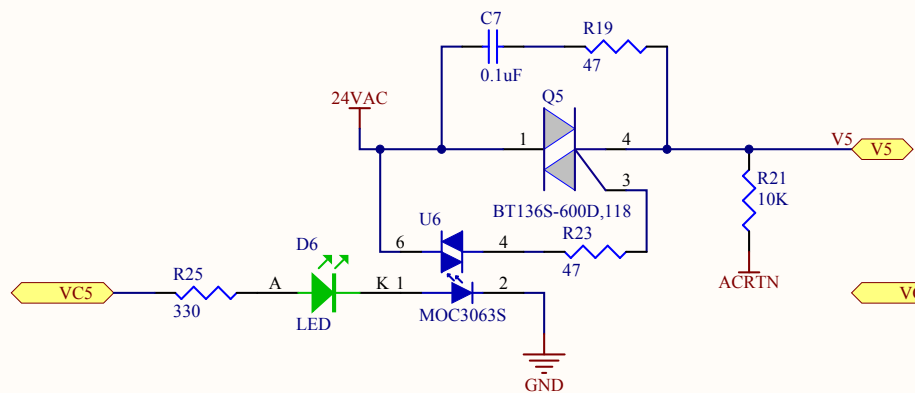 C7
R19
0.1uF
47
24VAC
Q5
1
4
V5
V5
3
R21
10K
BT136S-600D,118
U6
6
4
R23
47
D6
ACRTN
R25
A
K
1
2
VC5
330
LED
MOC3063S
GND